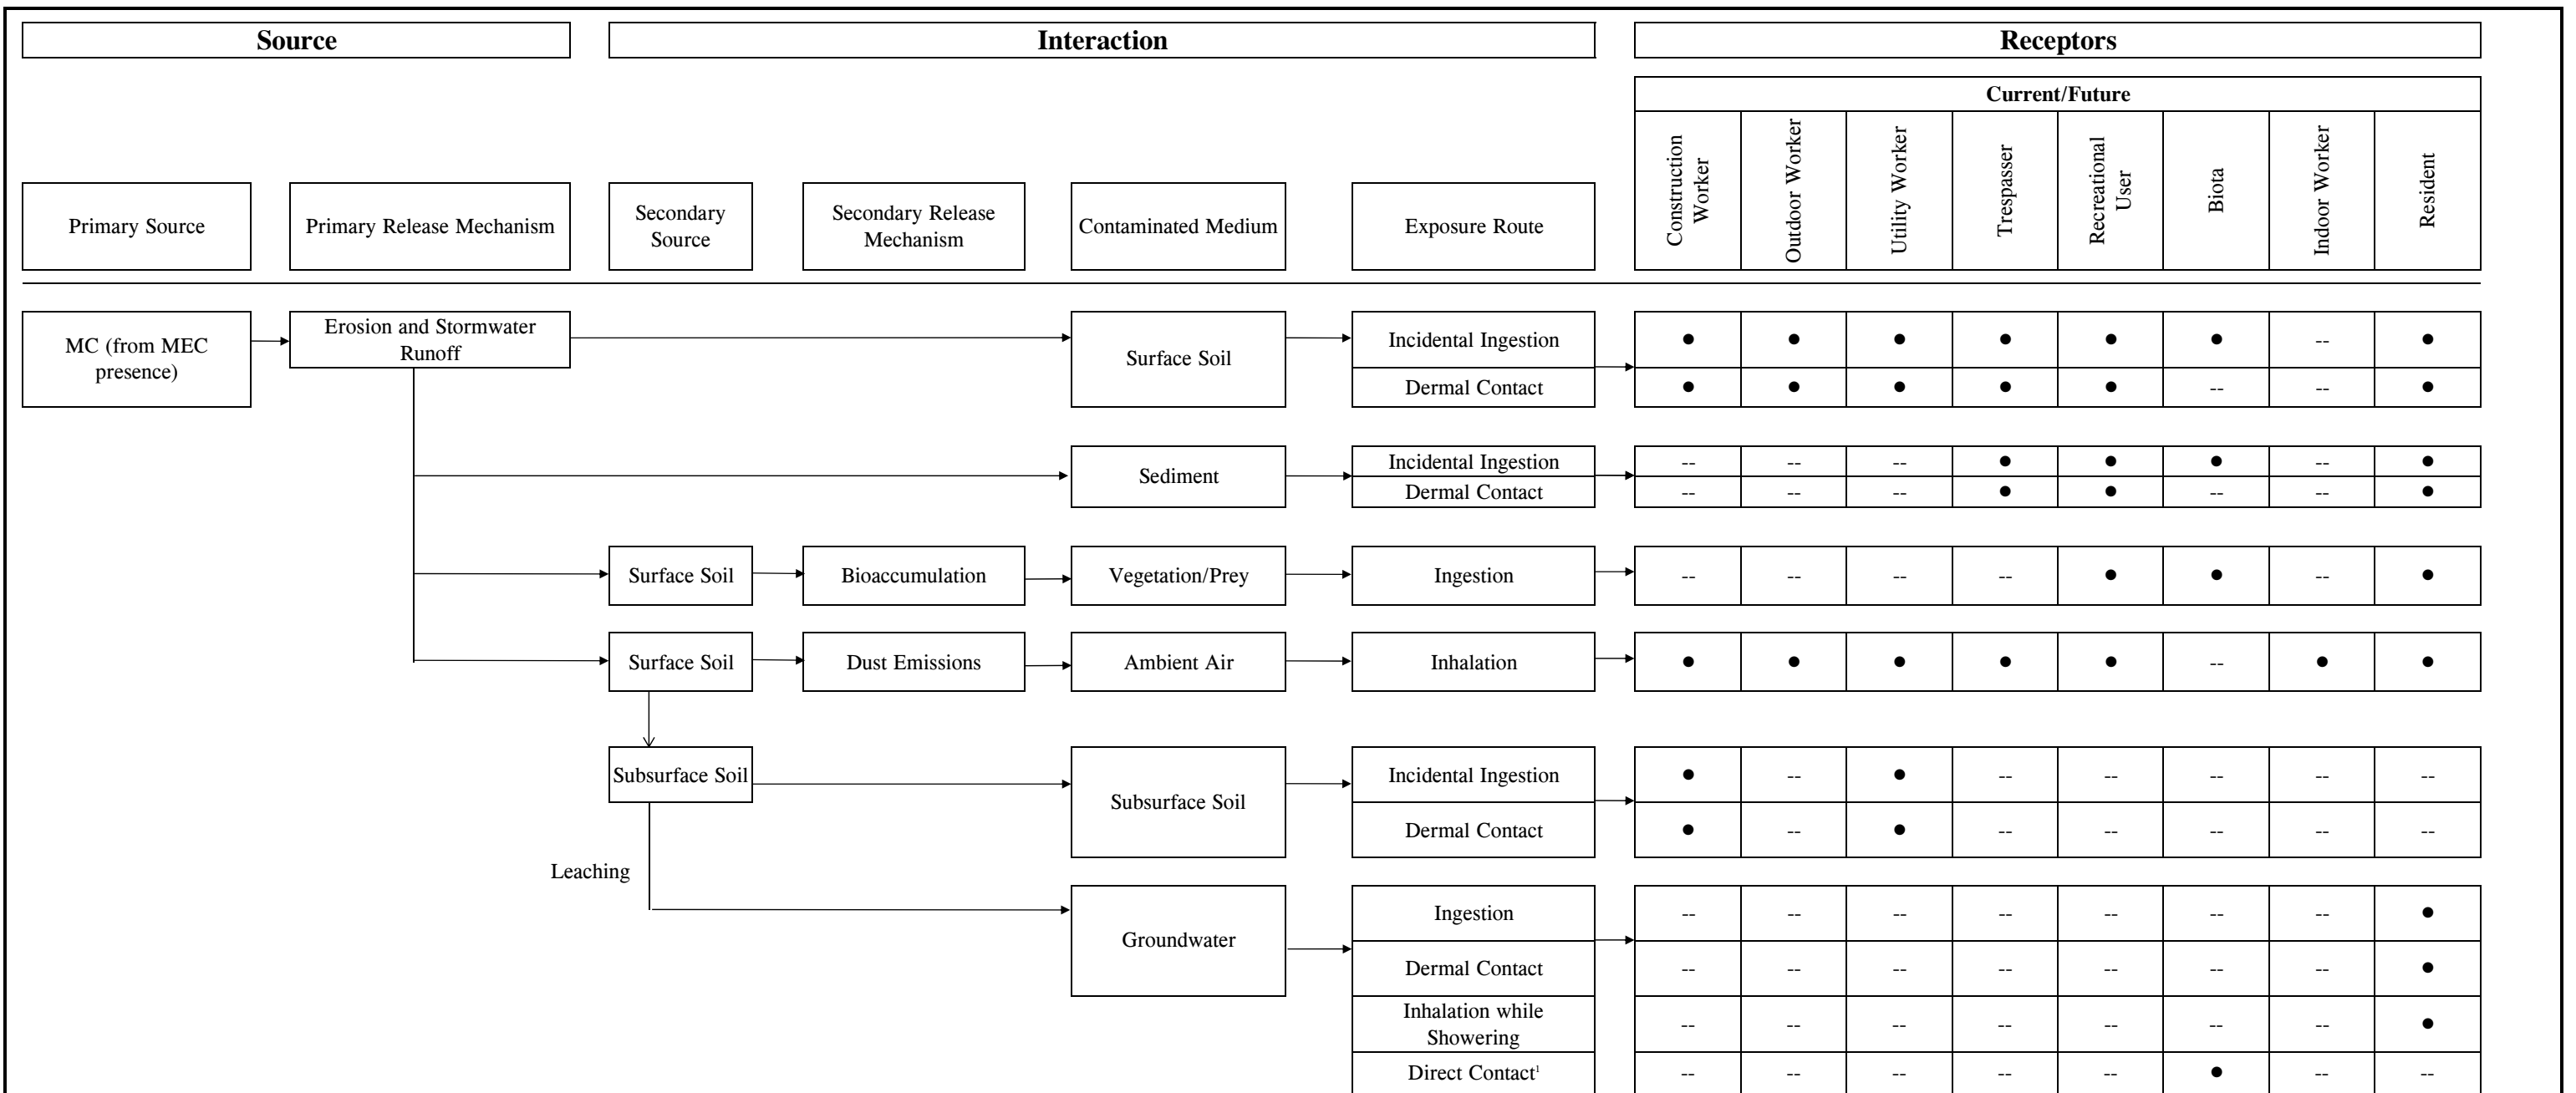 Source
Interaction
Receptors
Current/Future
Construction
Worker
Outdoor Worker
Utility Worker
Trespasser
Recreational
User
Biota
Indoor Worker
Resident
Primary Source
Primary Release Mechanism
Secondary
Source
Secondary Release
Mechanism
Contaminated Medium
Exposure Route
MC (from MEC
presence)
Erosion and Stormwater
Runoff
Surface Soil
Incidental Ingestion
● ● ● ● ● ● -- ●
Dermal Contact
● ● ● ● ● -- -- ●
Sediment
Incidental Ingestion
-- -- -- ● ● ● -- ●
Dermal Contact
-- -- -- ● ● -- -- ●
Surface Soil
Bioaccumulation
Vegetation/Prey
Ingestion
-- -- -- -- ● ● -- ●
Surface Soil
Dust Emissions
Ambient Air
Inhalation
● ● ● ● ● -- ● ●
Subsurface Soil
Subsurface Soil
Incidental Ingestion
● -- ● -- -- -- -- --
Dermal Contact
● -- ● -- -- -- -- --
Leaching
Groundwater
Ingestion
-- -- -- -- -- -- -- ●
Dermal Contact
-- -- -- -- -- -- -- ●
Inhalation while
Showering
-- -- -- -- -- -- -- ●
Direct Contact¹
-- -- -- -- -- ● -- --